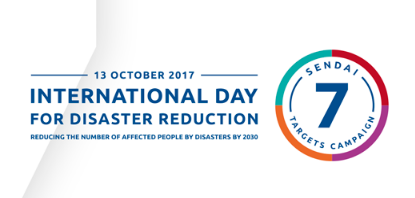 13 OCTOBER 2017
INTERNATIONAL DAY
FOR DISASTER REDUCTION
REDUCING THE NUMBER OF AFFECTED PEOPLE BY DISASTERS BY 2030
SENDAI
7
TARGETS CAMPAIGN